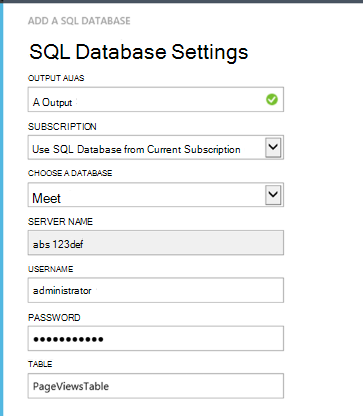 ADD A SQL DATABASE
SQL Database Settings
OUTPUT ALIAS
A Output
SUBSCRIPTION
Use SQL Database from Current Subscription
CHOOSE A DATABASE
Meet
SERVER NAME
abs 123def
USERNAME
administrator
PASSWORD
●●●●●●●●●●●
TABLE
PageViewsTable